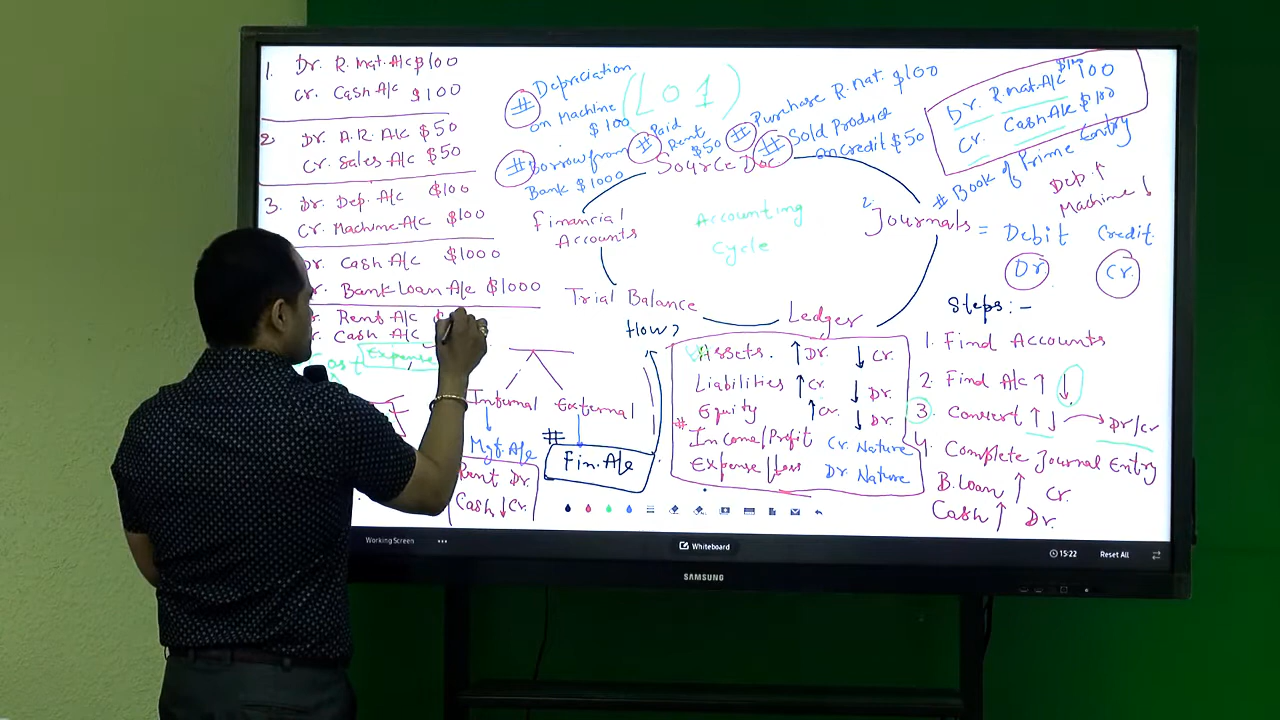 1. Dr. R.mat. A/c $100
Cr. Cash A/c $100
2. Dr. A.R. A/c $50
Cr. Sales A/c $50
3. Dr. Dep. A/c $100
Cr. Machine A/c $100
Dr. Cash A/c $1000
r. Bank Loan A/c $1000
r. Rent A/c $
r. Cash A/c
Cost Expense
# Depriciation
on Machine
$100
(LO1)
# Borrow from
Bank $1000
# Paid
Rent
$50
# Purchase R.mat. $100
# Sold Product
on Credit $50
Source Doc
Financial
Accounts
Accounting
Cycle
2. Journals
Trial Balance
Ledger
How?
Dr. R.mat. A/c $100 100
Cr. Cash A/c $100
# Book of Prime Entry
Dep. ↑
Machine ↓
= Debit Credit
Dr Cr.
Steps:-
1. Find Accounts
2. Find A/c ↑ ↓
3. Convert ↑ ↓ → Dr/Cr
4. Complete Journal Entry
B.Loan ↑ Cr.
Cash ↑ Dr.
Assets. ↑ Dr. ↓ Cr.
Liabilities ↑ Cr. ↓ Dr.
Equity ↑ Cr. ↓ Dr.
# Income/Profit Cr. Nature
Expense/Loss Dr. Nature
Internal External
Mgt. A/c
# Fin. A/c
Rent Dr.
Cash ↓ Cr.
Working Screen
Whiteboard
15:22
Reset All
SAMSUNG